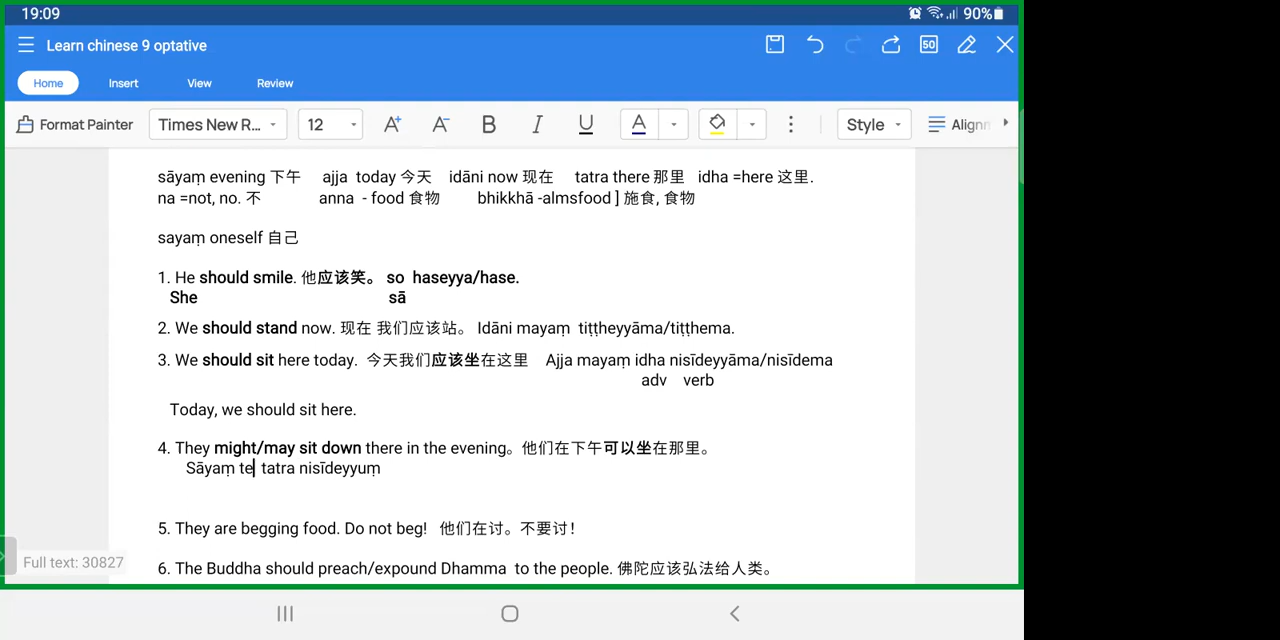 19:09 90%
Learn chinese 9 optative 50
Home Insert View Review
Format Painter Times New R... 12 A+ A- B I U A Style Alignn
sāyaṃ evening 下午 ajja today 今天 idāni now 现在 tatra there 那里 idha =here 这里.
na =not, no. 不 anna - food 食物 bhikkhā -almsfood ] 施食, 食物
sayaṃ oneself 自己
1. He should smile. 他应该笑。 so haseyya/hase.
She sā
2. We should stand now. 现在 我们应该站。 Idāni mayaṃ tiṭṭheyyāma/tiṭṭhema.
3. We should sit here today. 今天我们应该坐在这里 Ajja mayaṃ idha nisīdeyyāma/nisīdema
adv verb
Today, we should sit here.
4. They might/may sit down there in the evening。他们在下午可以坐在那里。
Sāyaṃ te tatra nisīdeyyuṃ
5. They are begging food. Do not beg! 他们在讨。不要讨！
Full text: 30827
6. The Buddha should preach/expound Dhamma to the people. 佛陀应该弘法给人类。